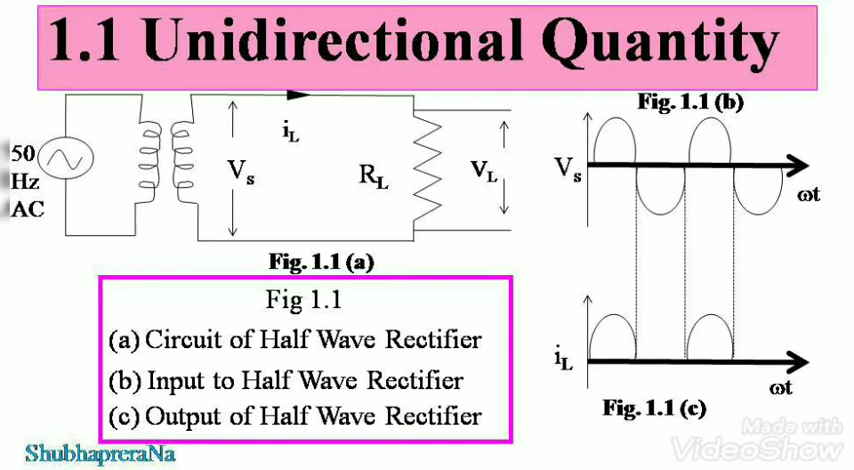 1.1 Unidirectional Quantity
50
Hz
AC
iL
Vs
RL
VL
Fig. 1.1 (a)
Fig. 1.1 (b)
Vs
ωt
iL
ωt
Fig. 1.1 (c)
Fig 1.1
(a) Circuit of Half Wave Rectifier
(b) Input to Half Wave Rectifier
(c) Output of Half Wave Rectifier
ShubhapreraNa
Made with
VideoShow